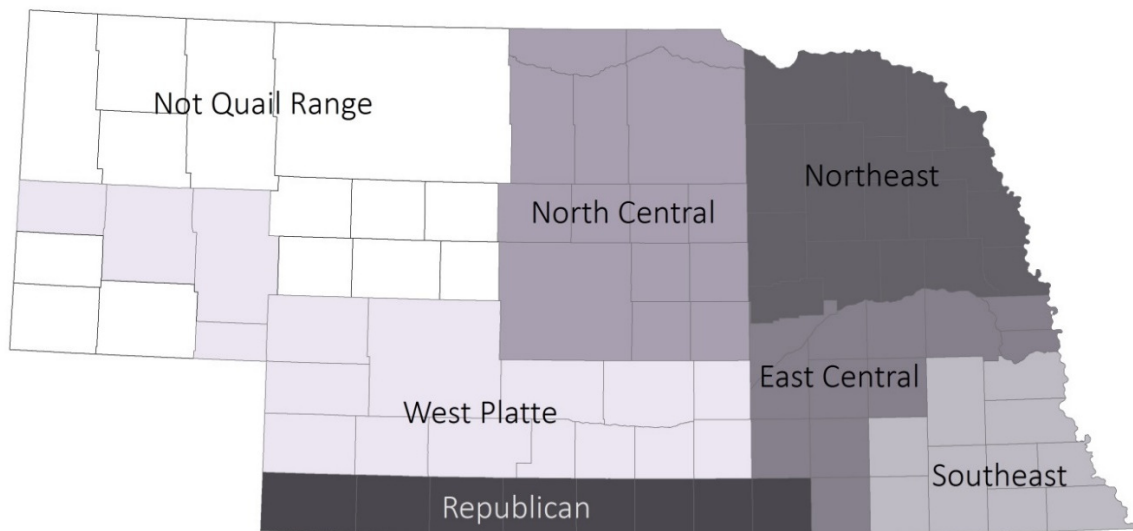 Not Quail Range
Northeast
North Central
East Central
West Platte
Southeast
Republican